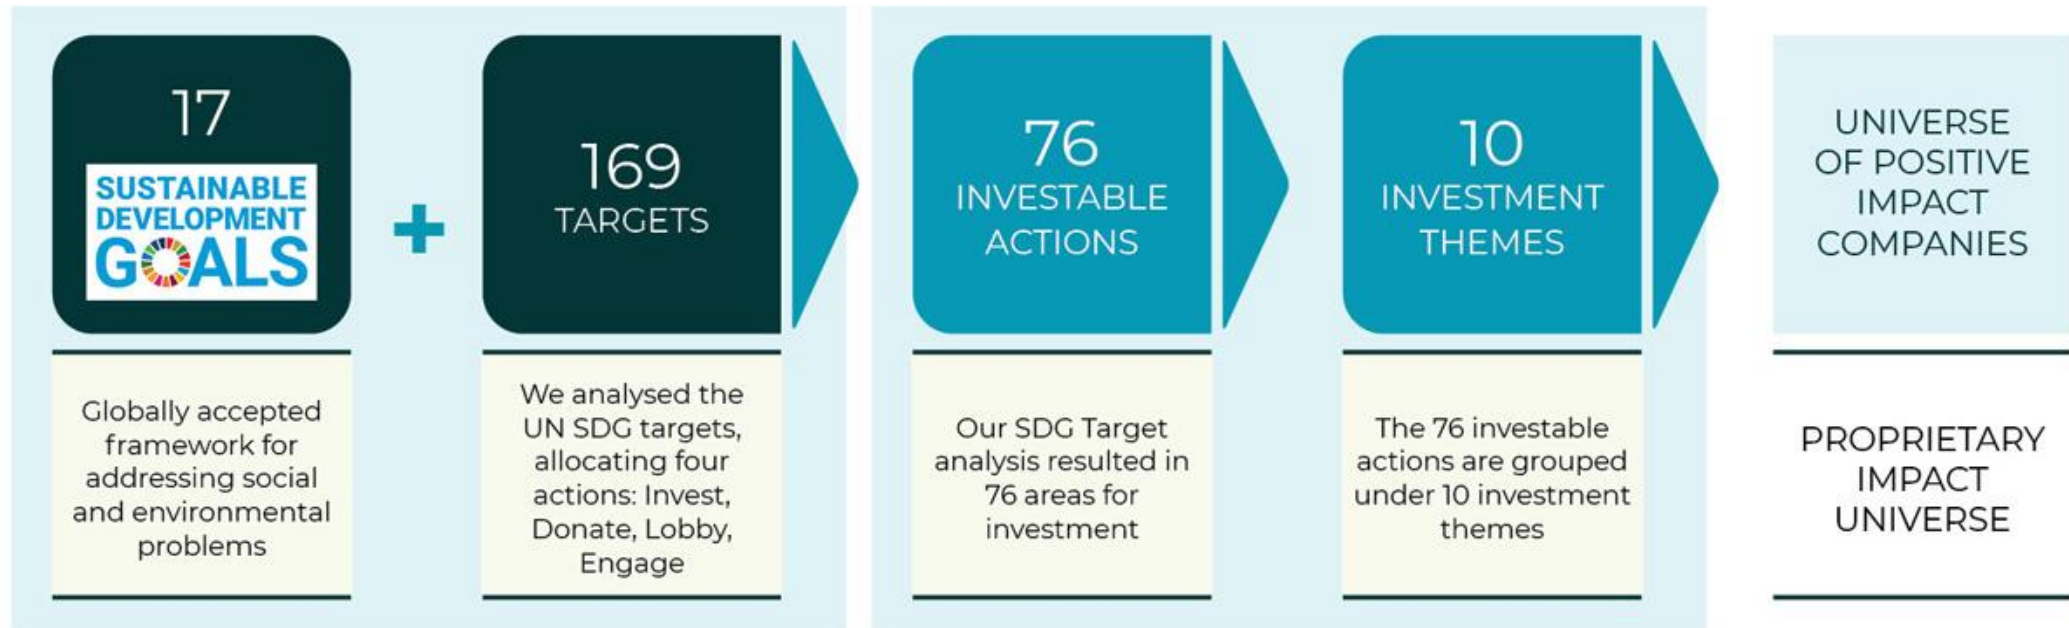 17
SUSTAINABLE
DEVELOPMENT
GOALS
Globally accepted
framework for
addressing social
and environmental
problems
+
169
TARGETS
We analysed the
UN SDG targets,
allocating four
actions: Invest,
Donate, Lobby,
Engage
76
INVESTABLE
ACTIONS
Our SDG Target
analysis resulted in
76 areas for
investment
10
INVESTMENT
THEMES
The 76 investable
actions are grouped
under 10 investment
themes
UNIVERSE
OF POSITIVE
IMPACT
COMPANIES
PROPRIETARY
IMPACT
UNIVERSE